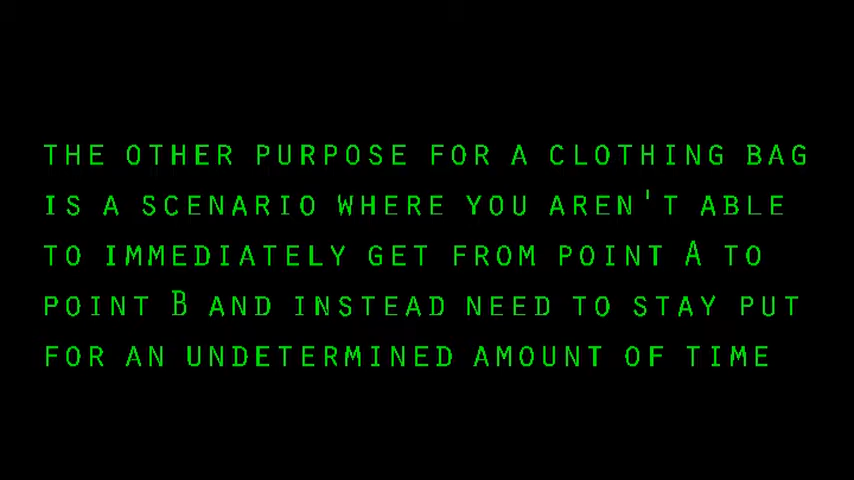 THE OTHER PURPOSE FOR A CLOTHING BAG
IS A SCENARIO WHERE YOU AREN'T ABLE
TO IMMEDIATELY GET FROM POINT A TO
POINT B AND INSTEAD NEED TO STAY PUT
FOR AN UNDETERMINED AMOUNT OF TIME